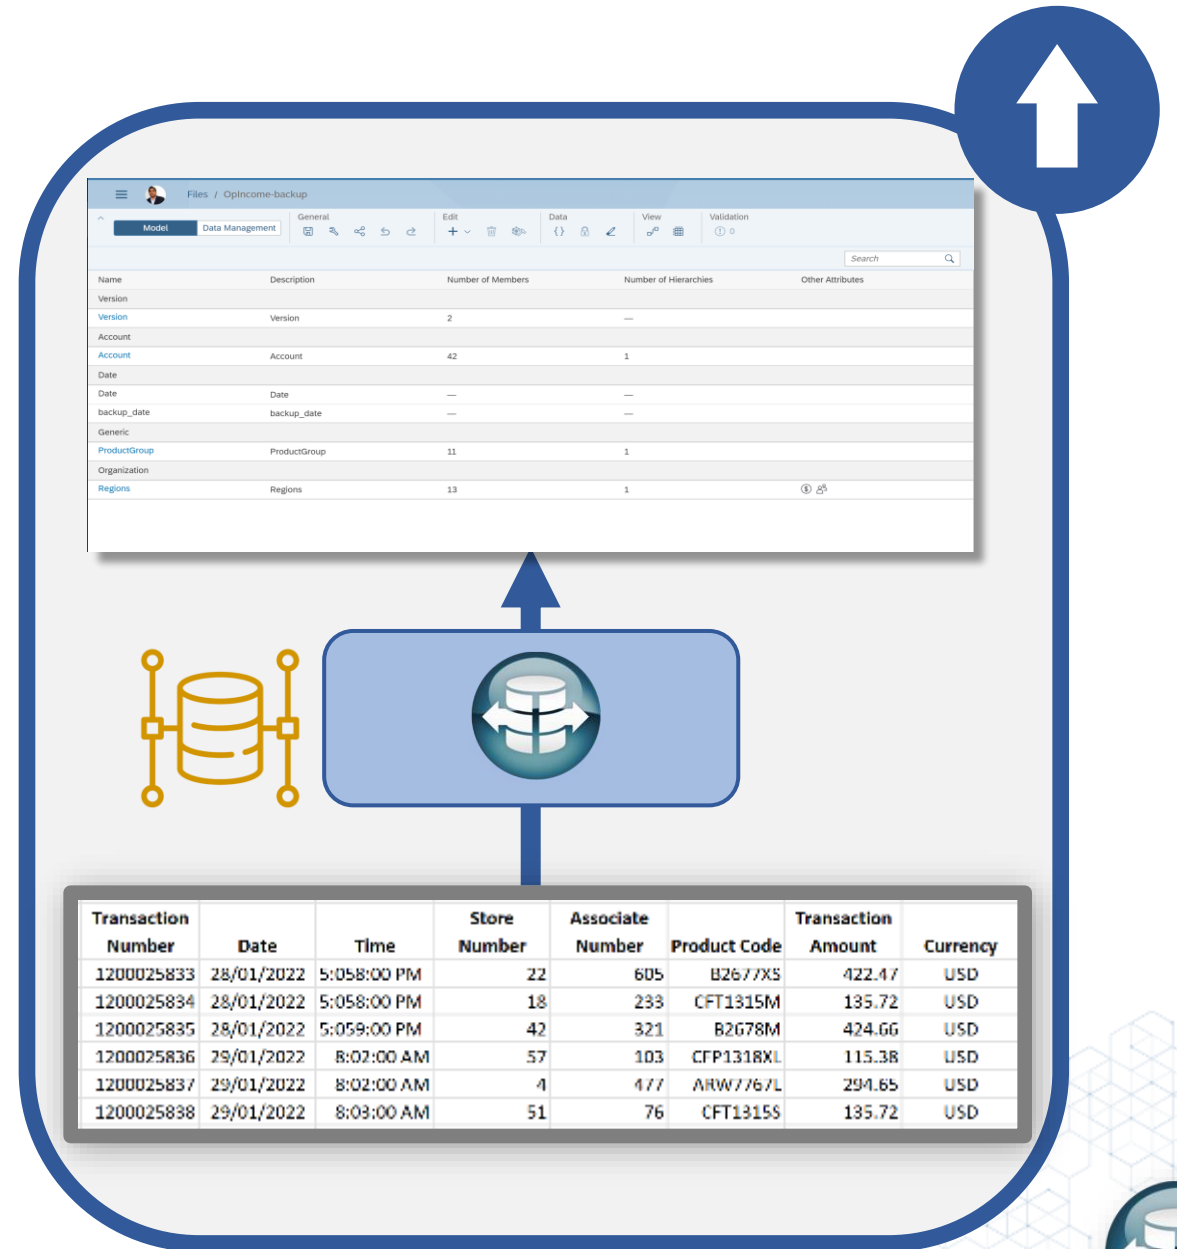 Files / OpIncome-backup
General Edit Data View Validation
Model Data Management 0
Search
Name Description Number of Members Number of Hierarchies Other Attributes
Version
Version Version 2 —
Account
Account Account 42 1
Date
Date Date — —
backup_date backup_date — —
Generic
ProductGroup ProductGroup 11 1
Organization
Regions Regions 13 1
Transaction Store Associate Transaction
Number Date Time Number Number Product Code Amount Currency
1200025833 28/01/2022 5:058:00 PM 22 605 B2677XS 422.47 USD
1200025834 28/01/2022 5:058:00 PM 18 233 CFT1315M 135.72 USD
1200025835 28/01/2022 5:059:00 PM 42 321 B2678M 424.66 USD
1200025836 29/01/2022 8:02:00 AM 57 103 CFP1318XL 115.38 USD
1200025837 29/01/2022 8:02:00 AM 4 477 ARW7767L 294.65 USD
1200025838 29/01/2022 8:03:00 AM 51 76 CFT1315S 135.72 USD